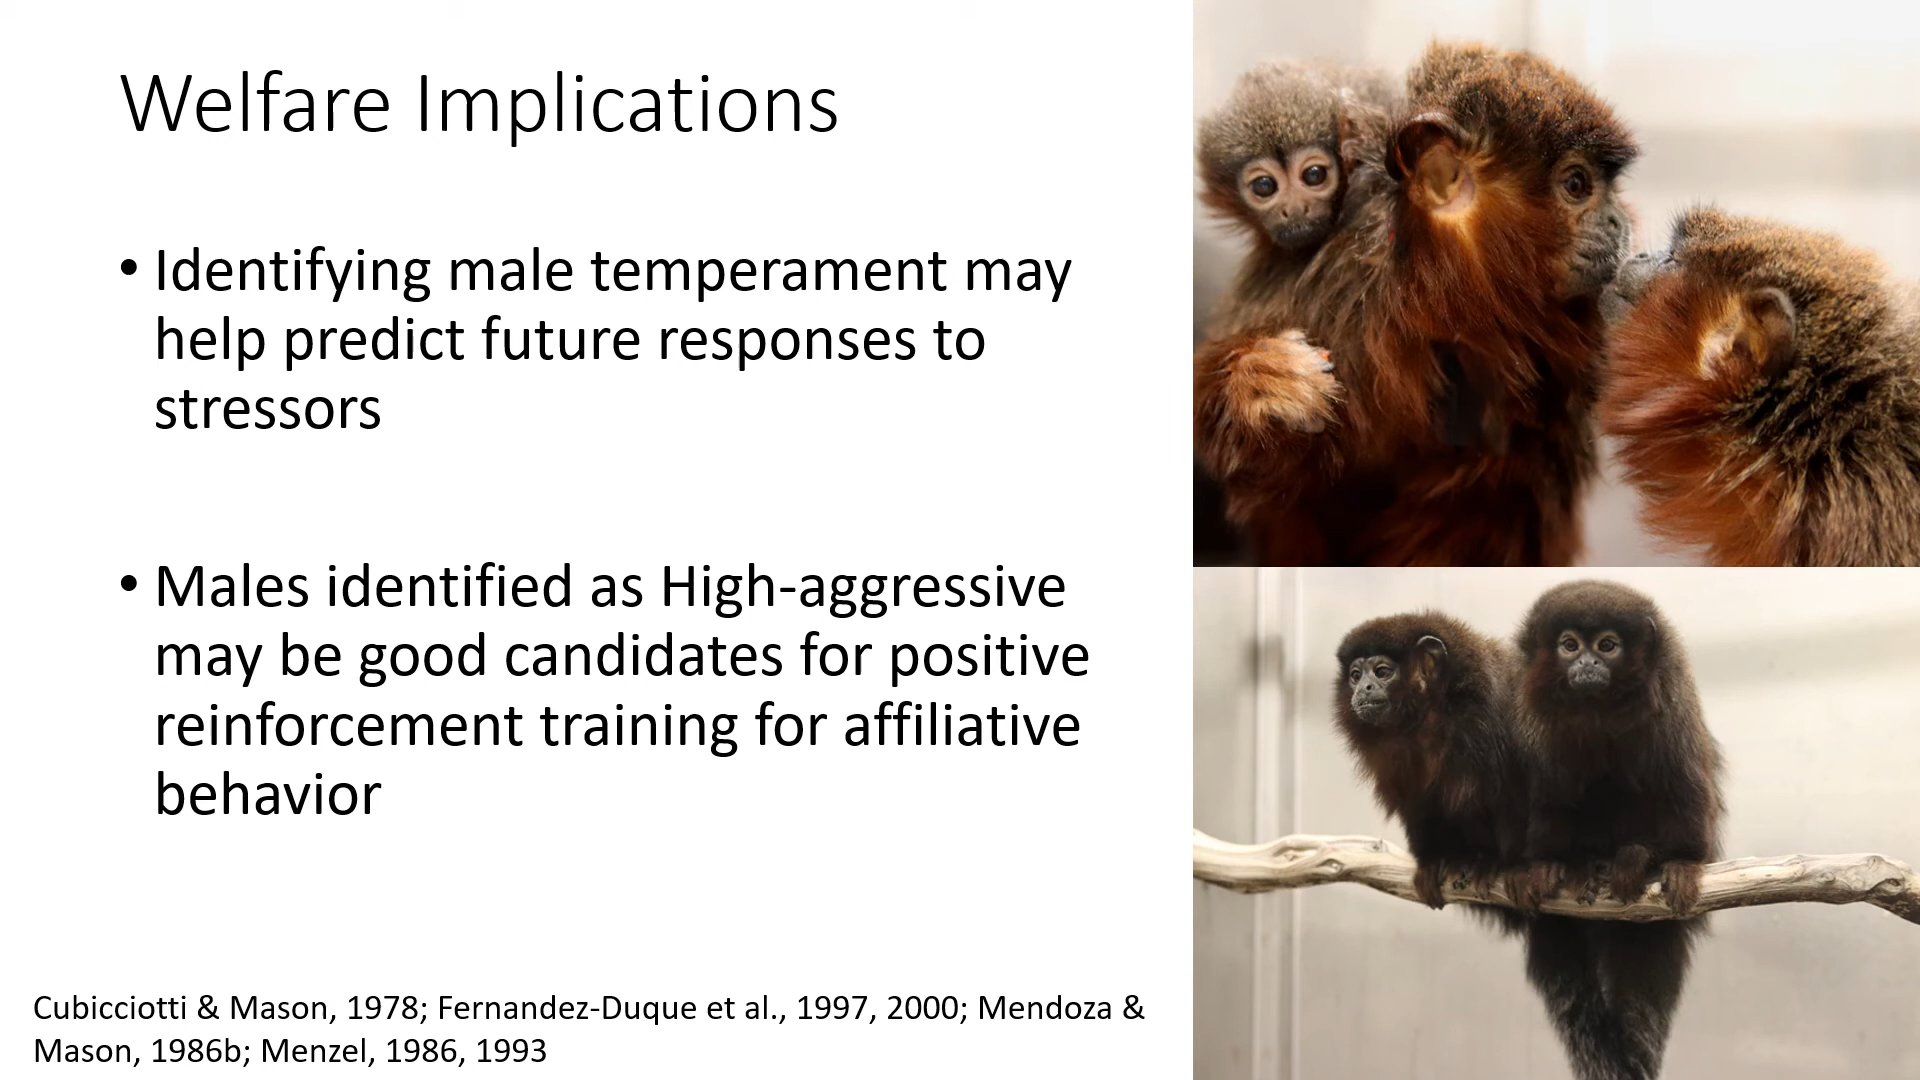 Welfare Implications
• Identifying male temperament may
help predict future responses to
stressors
• Males identified as High-aggressive
may be good candidates for positive
reinforcement training for affiliative
behavior
Cubicciotti & Mason, 1978; Fernandez-Duque et al., 1997, 2000; Mendoza &
Mason, 1986b; Menzel, 1986, 1993